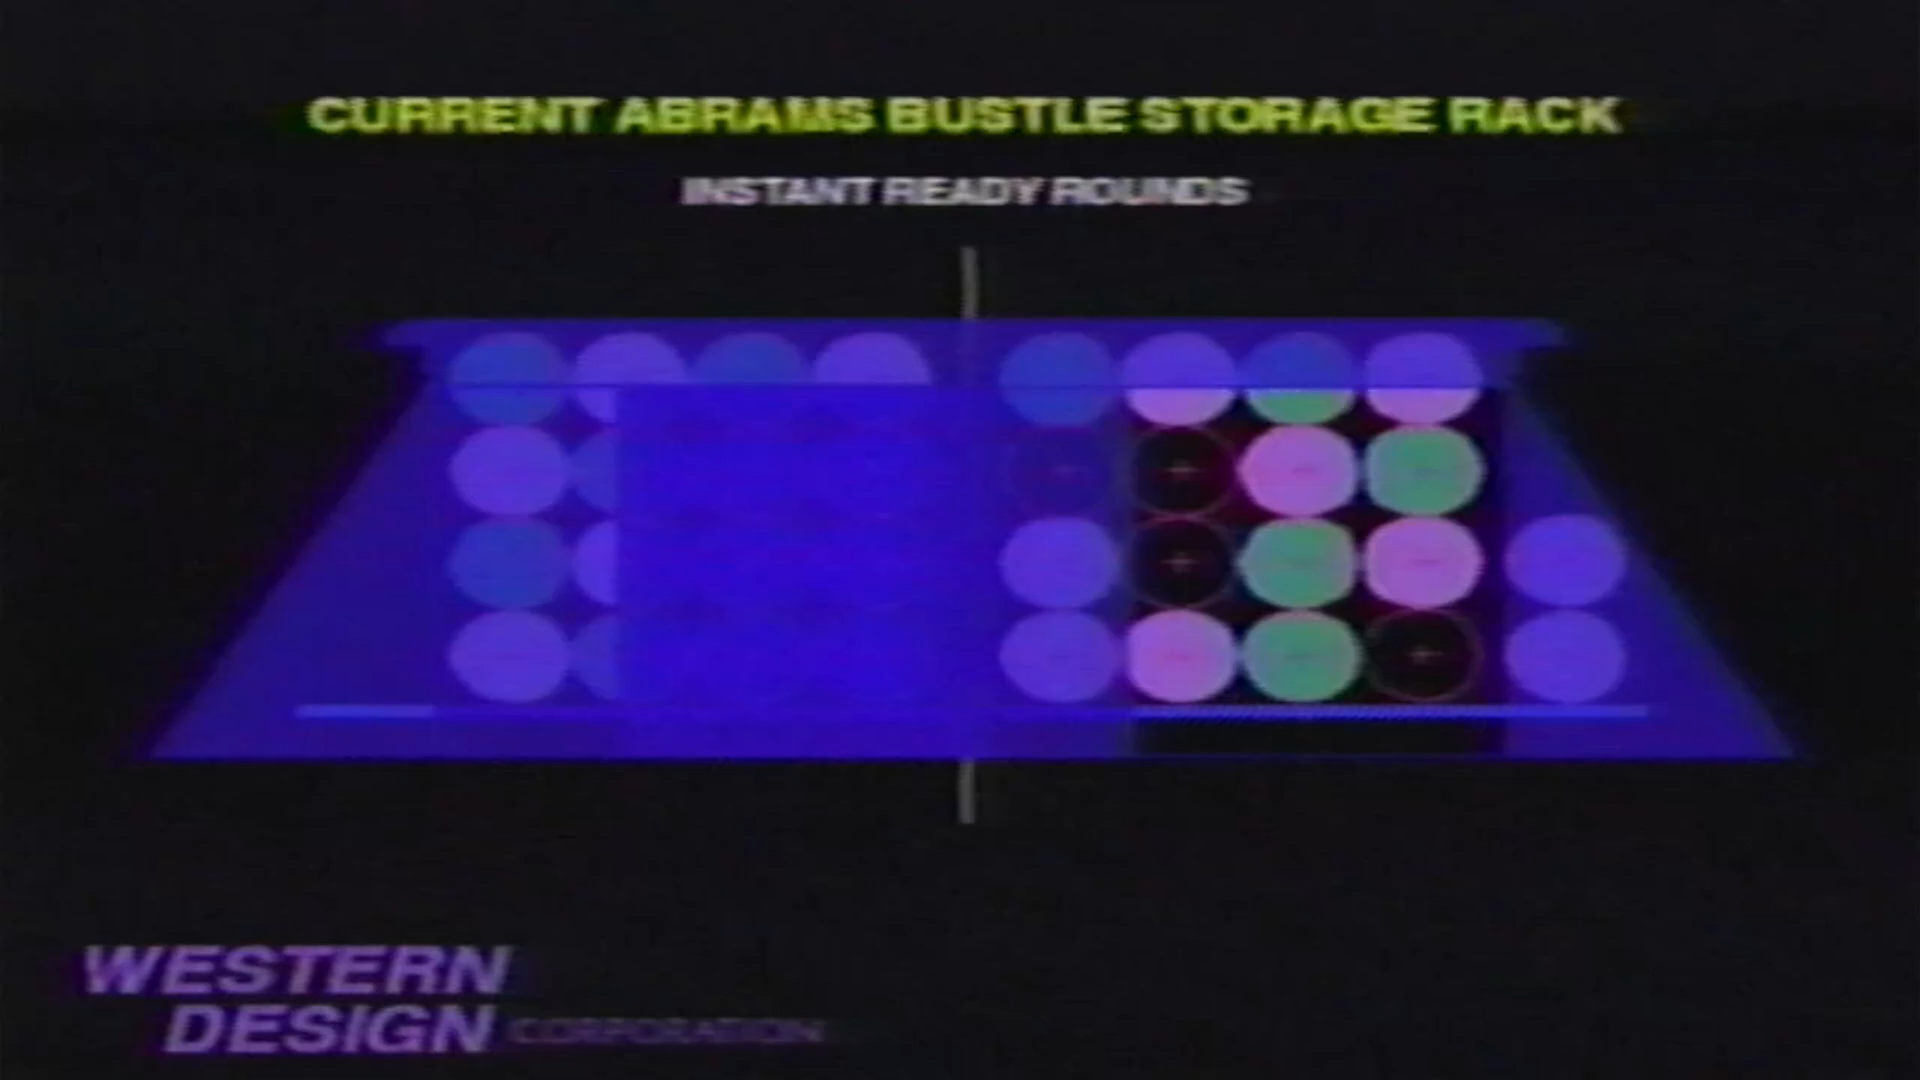 CURRENT ABRAMS BUSTLE STORAGE RACK
INSTANT READY ROUNDS
WESTERN
DESIGN CORPORATION